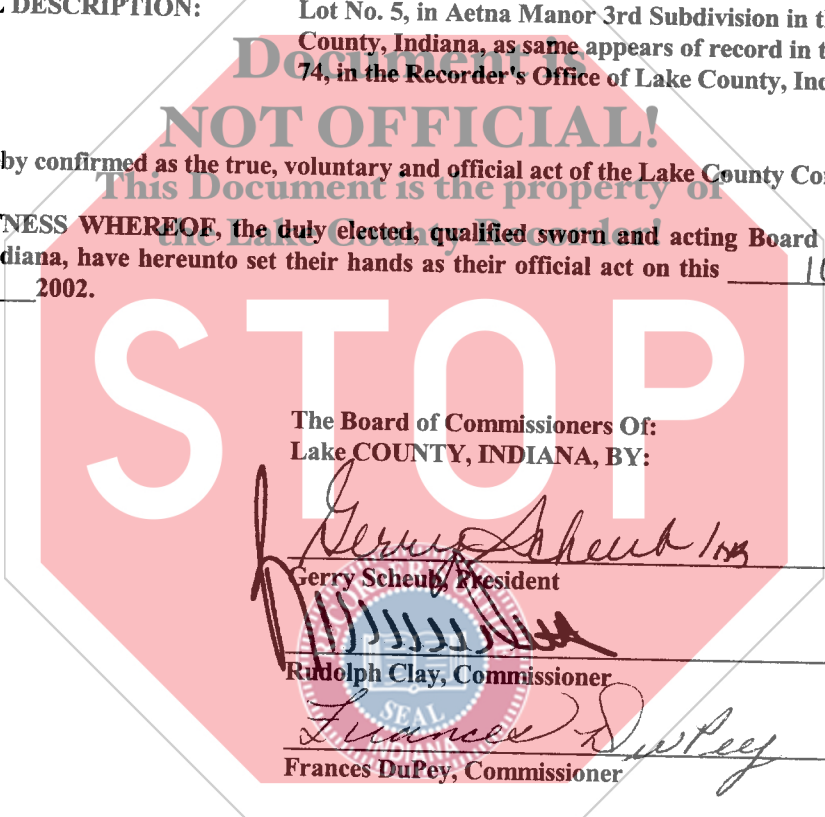 DESCRIPTION:
Lot No. 5, in Aetna Manor 3rd Subdivision in
County, Indiana, as same appears of record in
74, in the Recorder's Office of Lake County,
Document is
NOT OFFICIAL!
This Document is the property of
the Lake County Recorder!
by confirmed as the true, voluntary and official act of the Lake County
NESS WHEREOF, the duly elected, qualified sworn and acting Board
diana, have hereunto set their hands as their official act on this
2002.
STOP
The Board of Commissioners Of:
Lake COUNTY, INDIANA, BY:
Gerry Scheub
Gerry Scheub, President
Rudolph Clay, Commissioner
SEAL
INDIANA
Frances DuPey
Frances DuPey, Commissioner